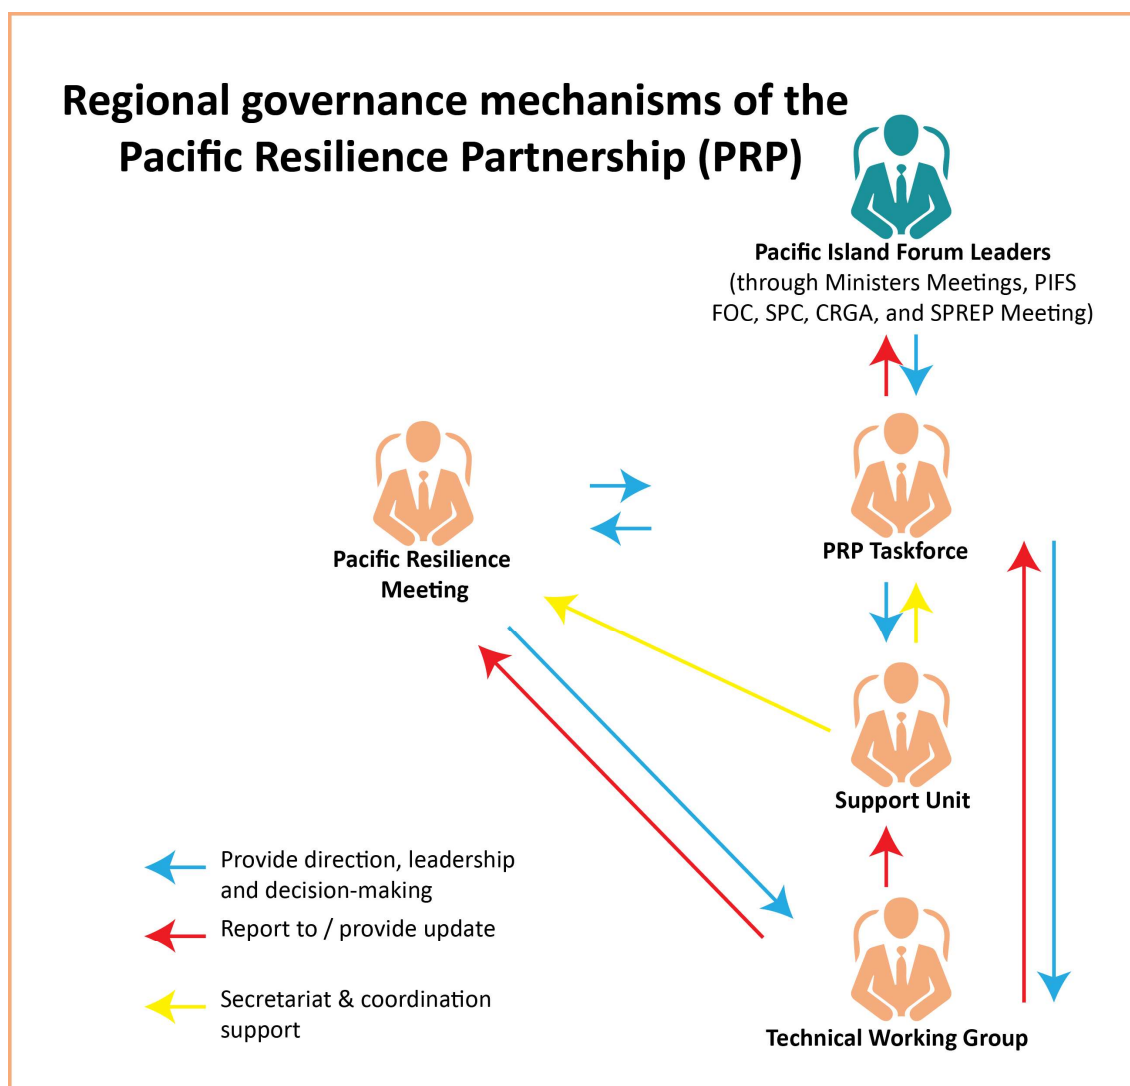 Regional governance mechanisms of the
Pacific Resilience Partnership (PRP)
Pacific Island Forum Leaders
(through Ministers Meetings, PIFS
FOC, SPC, CRGA, and SPREP Meeting)
Pacific Resilience
Meeting
PRP Taskforce
Support Unit
Provide direction, leadership
and decision-making
Report to / provide update
Secretariat & coordination
support
Technical Working Group